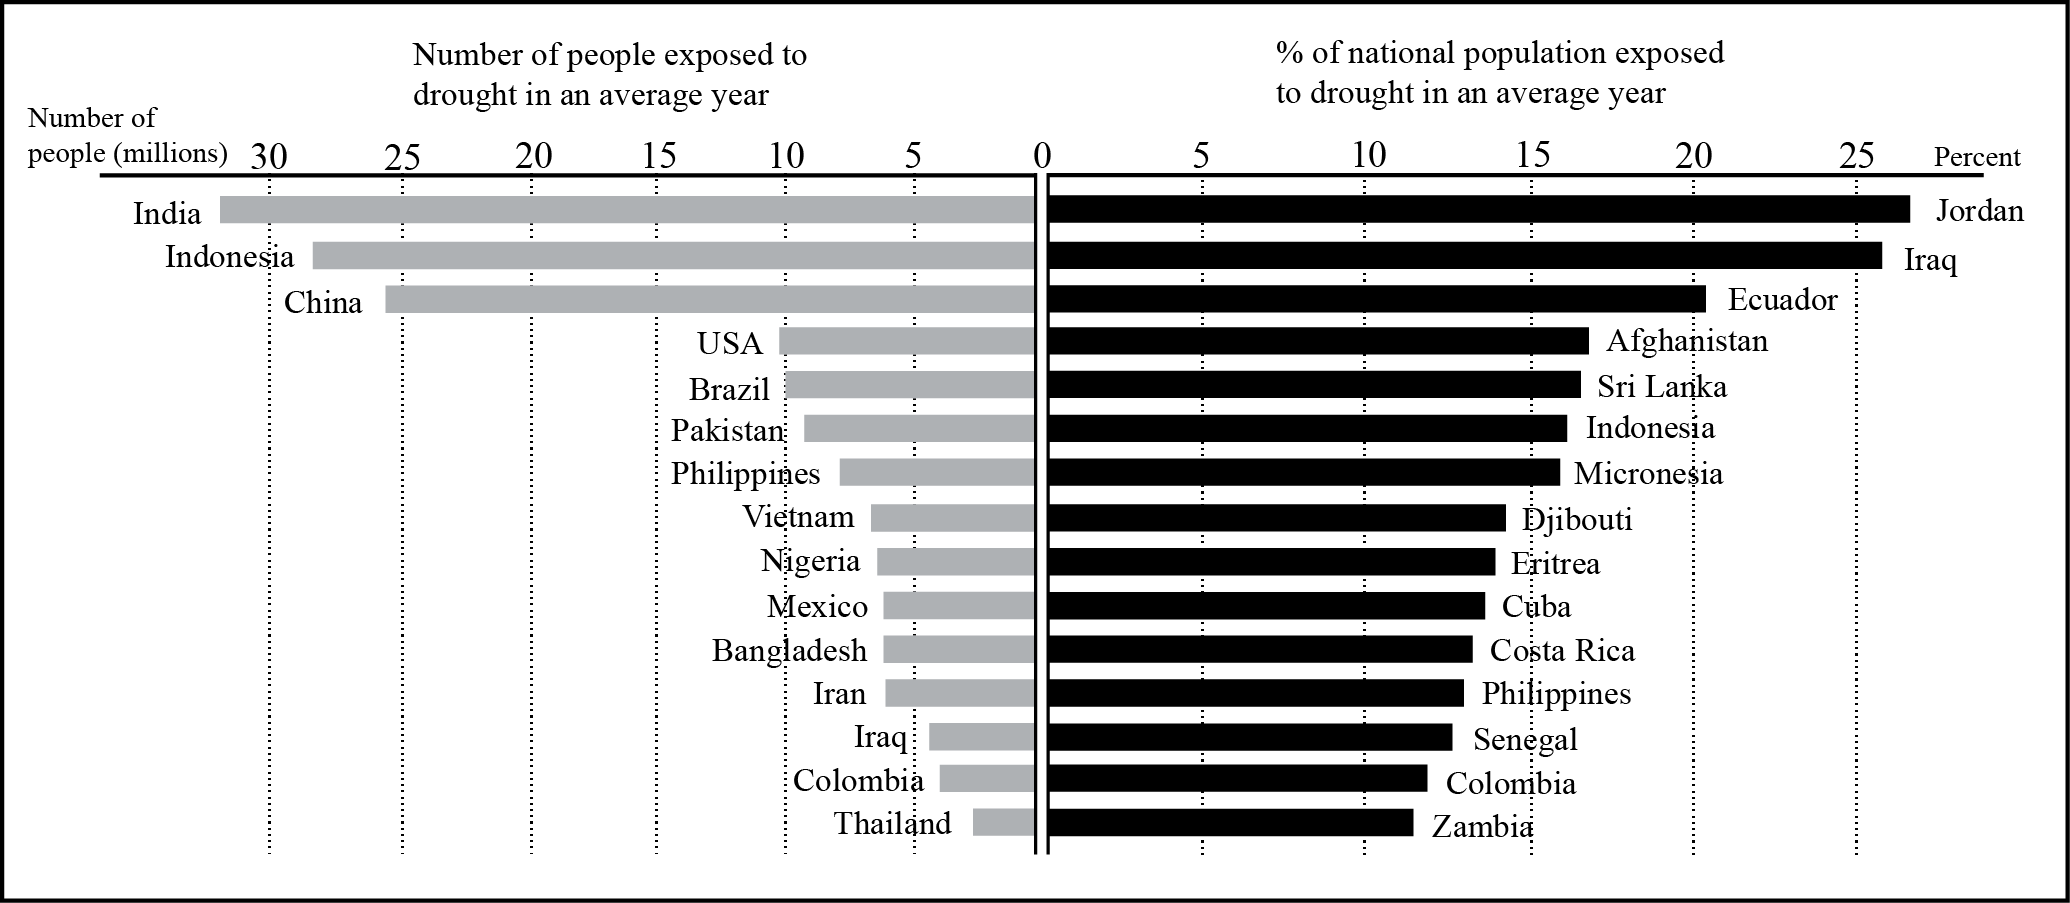 Number of people exposed to
drought in an average year
% of national population exposed
to drought in an average year
Number of
people (millions) 30 25 20 15 10 5 0 5 10 15 20 25 Percent
India Jordan
Indonesia Iraq
China Ecuador
USA Afghanistan
Brazil Sri Lanka
Pakistan Indonesia
Philippines Micronesia
Vietnam Djibouti
Nigeria Eritrea
Mexico Cuba
Bangladesh Costa Rica
Iran Philippines
Iraq Senegal
Colombia Colombia
Thailand Zambia